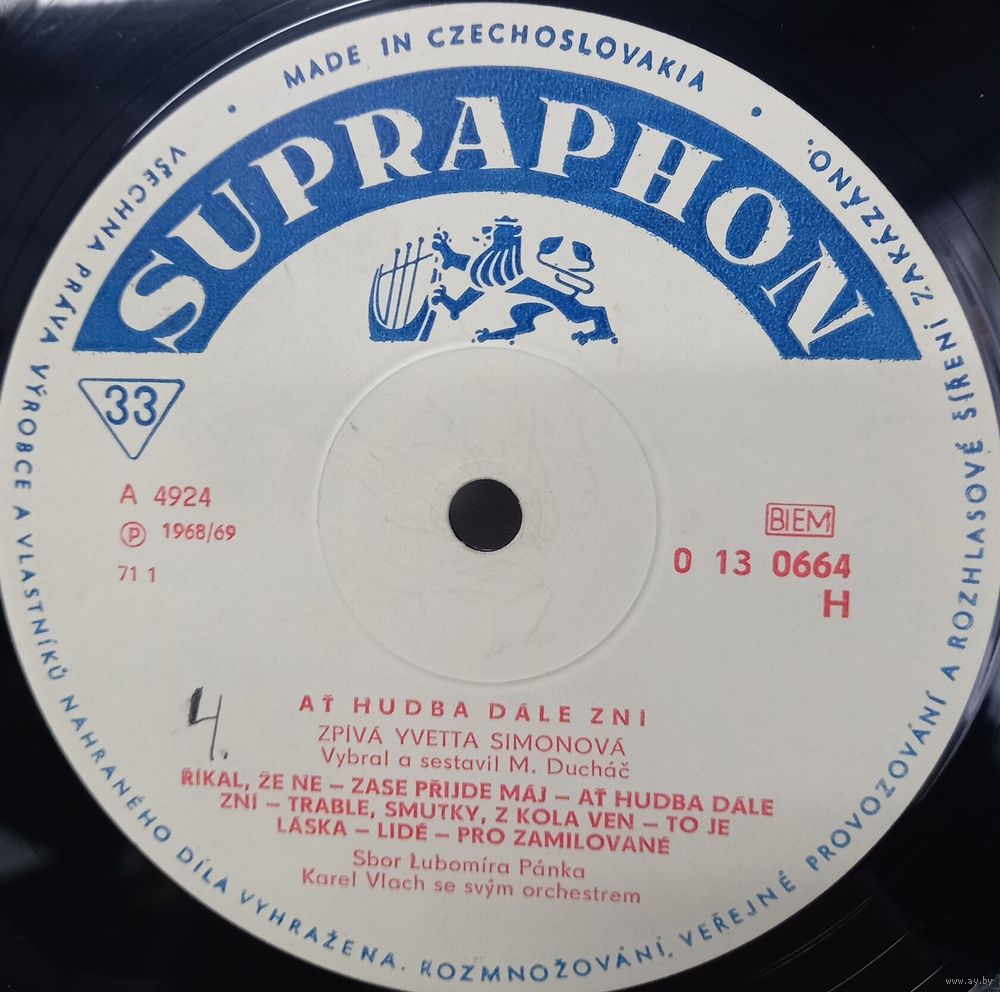 MADE IN CZECHOSLOVAKIA
SUPRAPHON
33
A 4924
Ⓟ 1968/69
71 1
BIEM
0 13 0664
H
4.
AŤ HUDBA DÁLE ZNÍ
ZPÍVÁ YVETTA SIMONOVÁ
Vybral a sestavil M. Ducháč
ŘÍKAL, ŽE NE – ZASE PŘIJDE MÁJ – AŤ HUDBA DÁLE
ZNÍ – TRABLE, SMUTKY, Z KOLA VEN – TO JE
LÁSKA – LIDÉ – PRO ZAMILOVANÉ
Sbor Lubomíra Pánka
Karel Vlach se svým orchestrem
VŠECHNA PRÁVA VÝROBCE A VLASTNÍKŮ NAHRANÉHO DÍLA VYHRAŽENA. ROZMNOŽOVÁNÍ, VEŘEJNÉ PROVOZOVÁNÍ A ROZHLASOVÉ ŠÍŘENÍ ZAKÁZÁNO.
www.ay.by